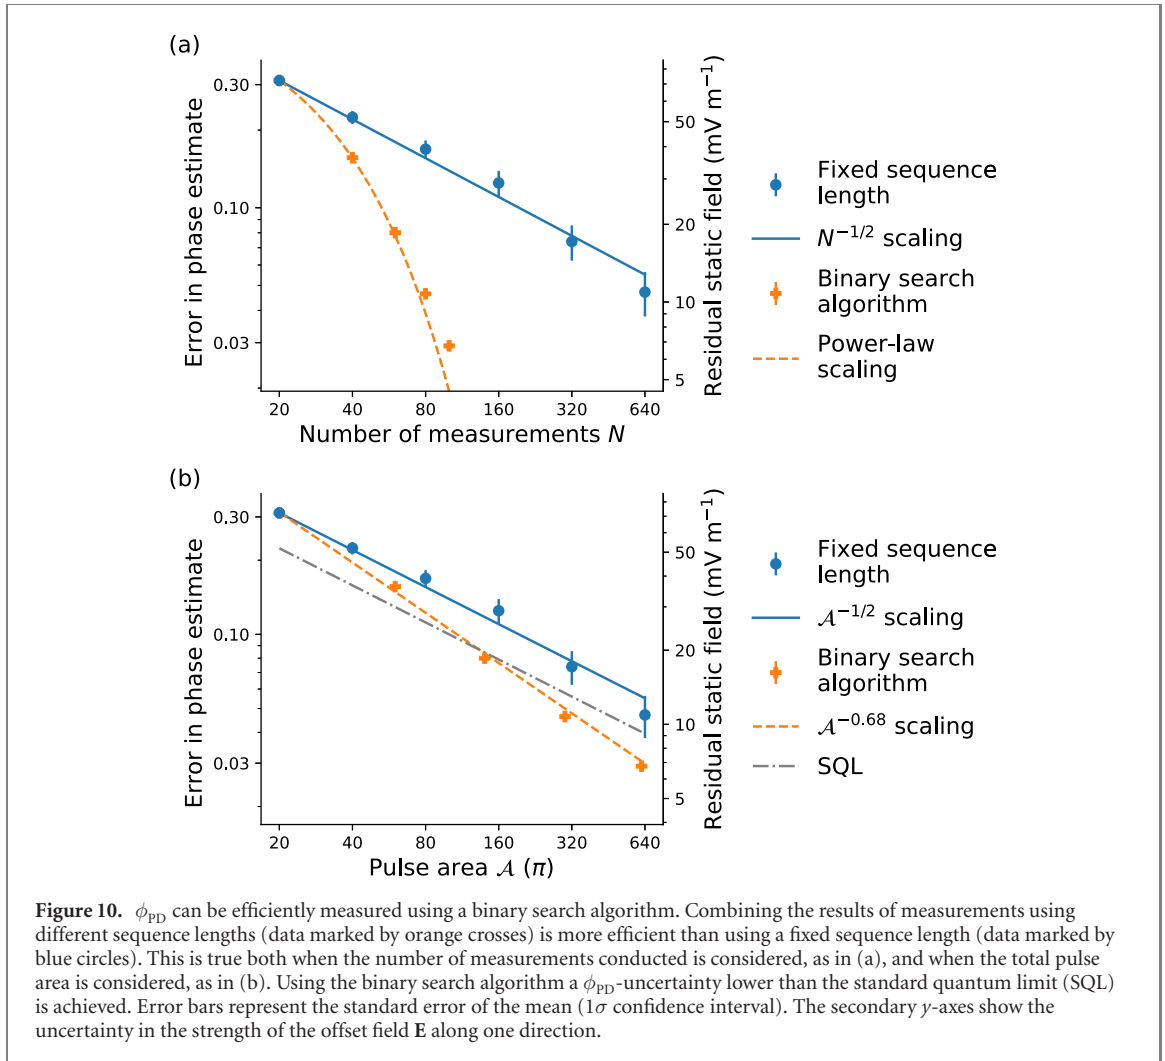 (a)
0.30
0.10
0.03
Error in phase estimate
50
20
10
5
Residual static field (mV m⁻¹)
20 40 80 160 320 640
Number of measurements N
Fixed sequence
length
N⁻¹/² scaling
Binary search
algorithm
Power-law
scaling
(b)
0.30
0.10
0.03
Error in phase estimate
50
20
10
5
Residual static field (mV m⁻¹)
20 40 80 160 320 640
Pulse area 𝒜 (π)
Fixed sequence
length
𝒜⁻¹/² scaling
Binary search
algorithm
𝒜⁻⁰·⁶⁸ scaling
SQL
Figure 10. ϕ_PD can be efficiently measured using a binary search algorithm. Combining the results of measurements using
different sequence lengths (data marked by orange crosses) is more efficient than using a fixed sequence length (data marked by
blue circles). This is true both when the number of measurements conducted is considered, as in (a), and when the total pulse
area is considered, as in (b). Using the binary search algorithm a ϕ_PD-uncertainty lower than the standard quantum limit (SQL)
is achieved. Error bars represent the standard error of the mean (1σ confidence interval). The secondary y-axes show the
uncertainty in the strength of the offset field E along one direction.